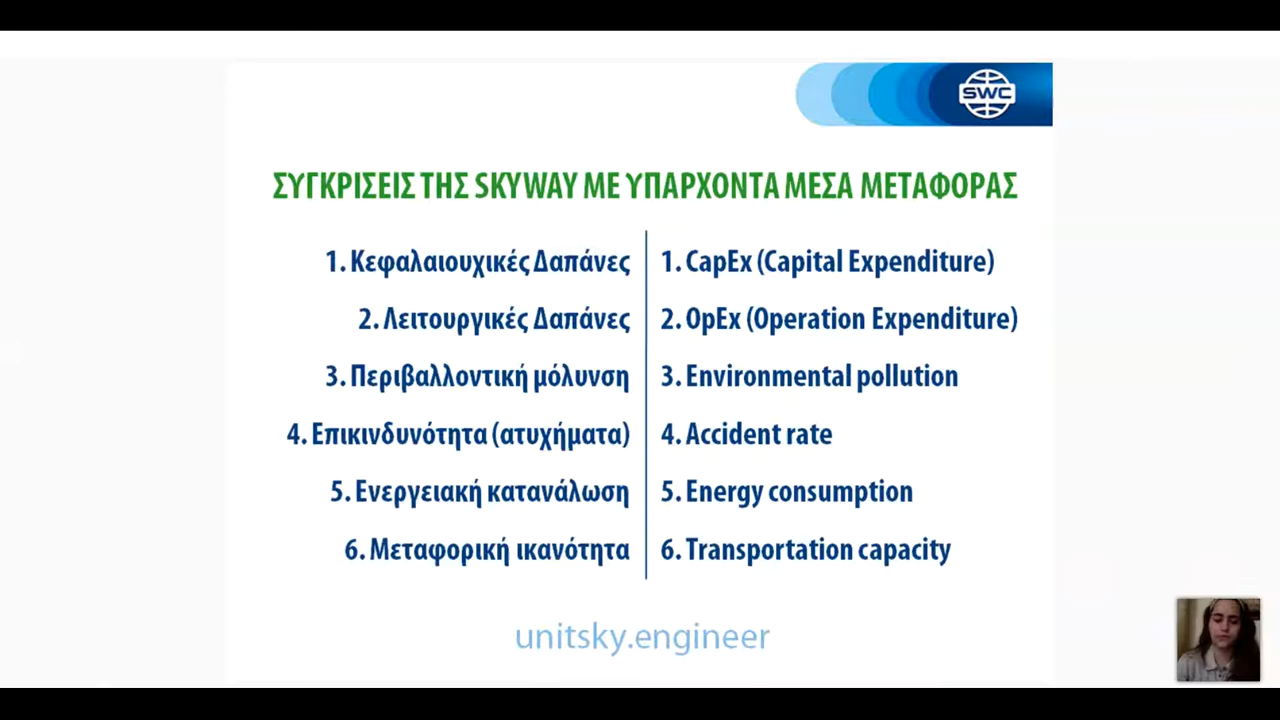 SWC
ΣΥΓΚΡΙΣΕΙΣ ΤΗΣ SKYWAY ΜΕ ΥΠΑΡΧΟΝΤΑ ΜΕΣΑ ΜΕΤΑΦΟΡΑΣ
1. Κεφαλαιουχικές Δαπάνες
2. Λειτουργικές Δαπάνες
3. Περιβαλλοντική μόλυνση
4. Επικινδυνότητα (ατυχήματα)
5. Ενεργειακή κατανάλωση
6. Μεταφορική ικανότητα
1. CapEx (Capital Expenditure)
2. OpEx (Operation Expenditure)
3. Environmental pollution
4. Accident rate
5. Energy consumption
6. Transportation capacity
unitsky.engineer